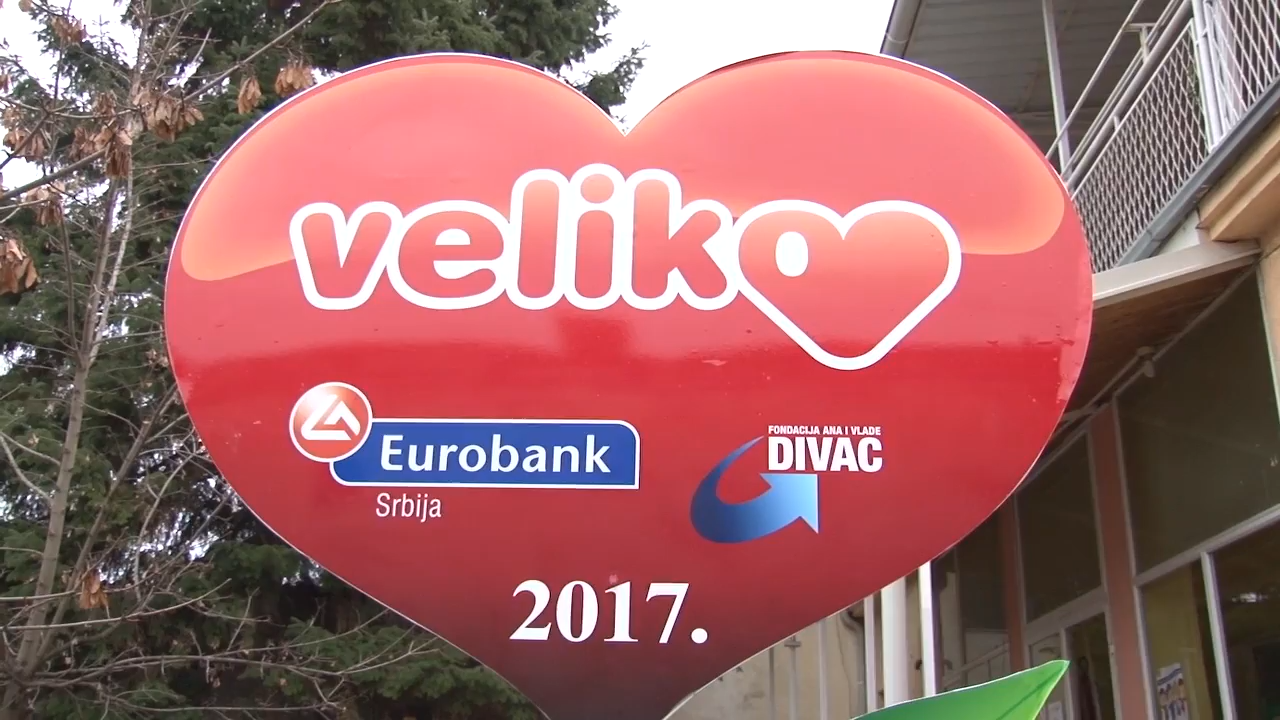 veliko
Eurobank
Srbija
FONDACIJA ANA I VLADE
DIVAC
2017.